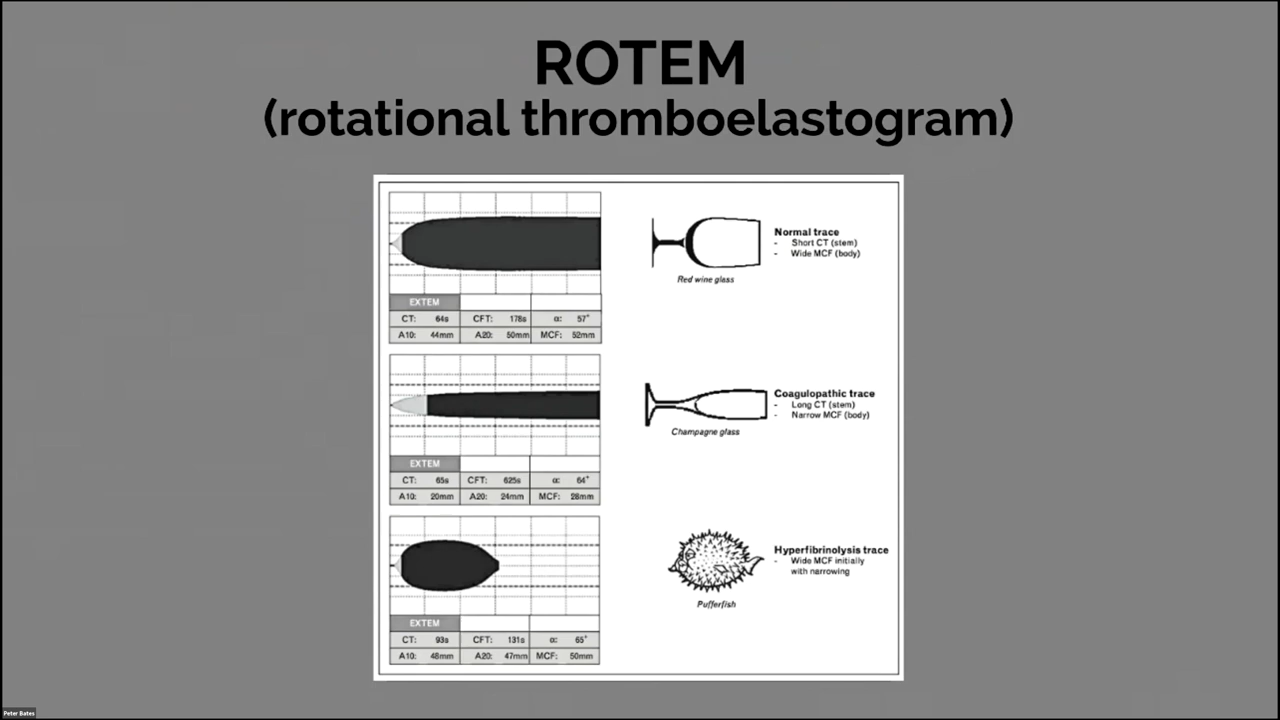 ROTEM
(rotational thromboelastogram)
EXTEM
CT: 64s CFT: 178s α: 57°
A10: 44mm A20: 50mm MCF: 52mm
Red wine glass
Normal trace
- Short CT (stem)
- Wide MCF (body)
EXTEM
CT: 65s CFT: 625s α: 64°
A10: 20mm A20: 24mm MCF: 28mm
Champagne glass
Coagulopathic trace
- Long CT (stem)
- Narrow MCF (body)
EXTEM
CT: 93s CFT: 131s α: 65°
A10: 48mm A20: 47mm MCF: 50mm
Pufferfish
Hyperfibrinolysis trace
- Wide MCF initially
with narrowing
Peter Bates